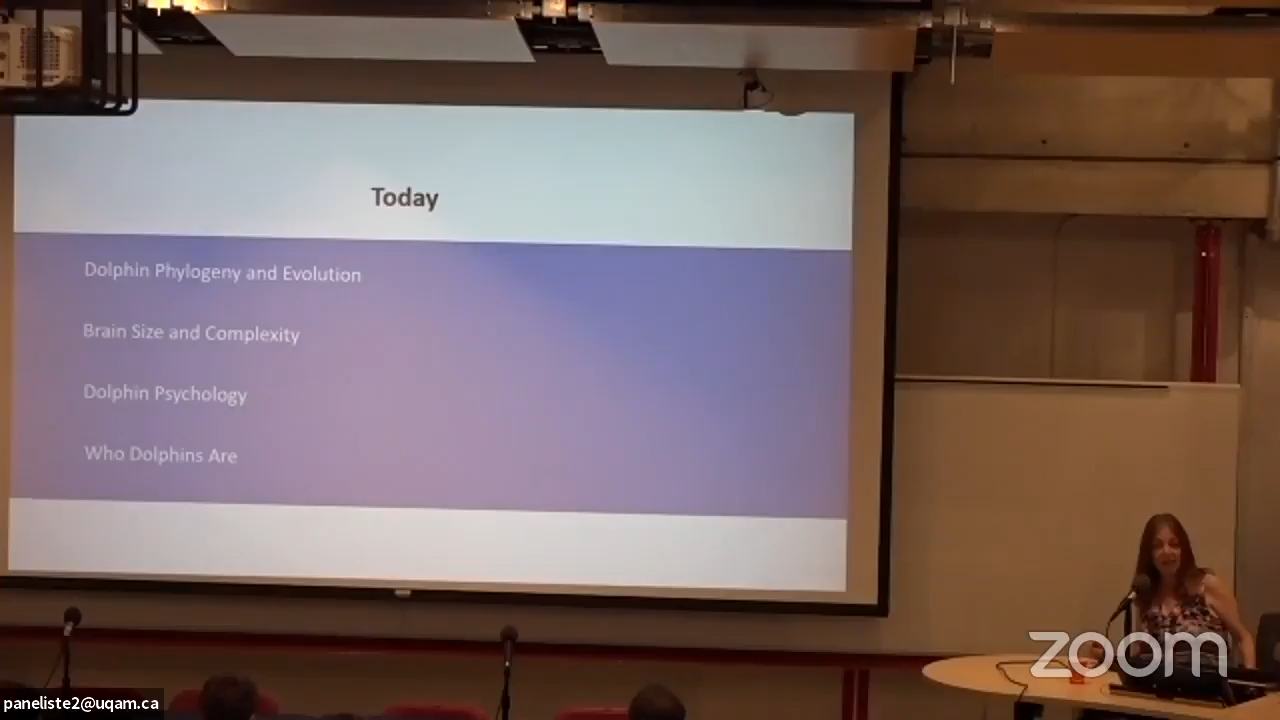 Today
Dolphin Phylogeny and Evolution
Brain Size and Complexity
Dolphin Psychology
Who Dolphins Are
zoom
paneliste2@uqam.ca